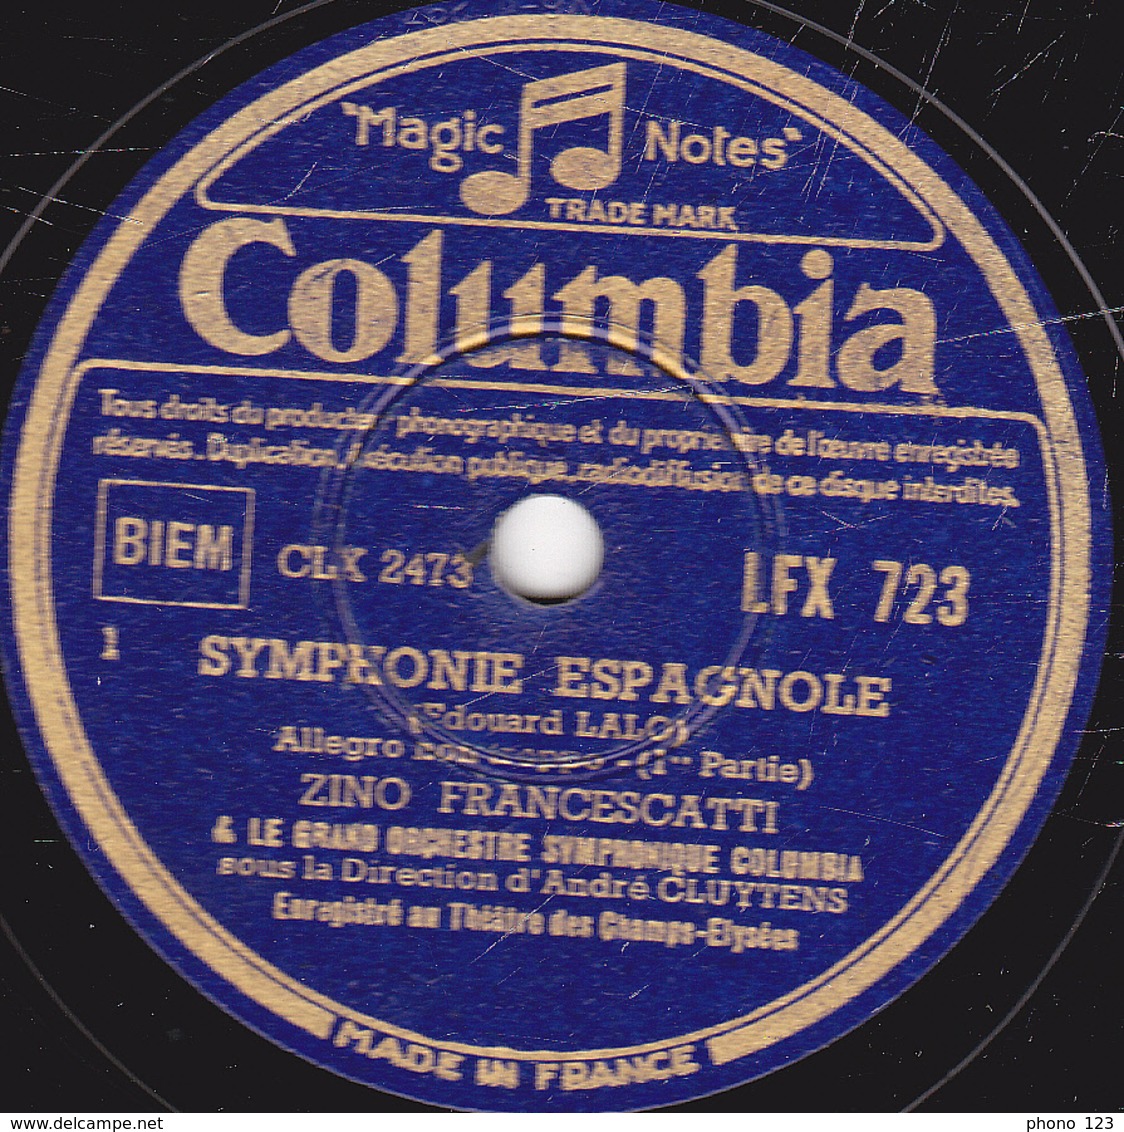 "Magic Notes"
TRADE MARK
Columbia
Tous droits du producteur phonographique et du propriétaire de l'œuvre enregistrée
réservés. Duplication, exécution publique, radiodiffusion de ce disque interdites.
BIEM
CLX 2473
LFX 723
1
SYMPHONIE ESPAGNOLE
(Edouard LALO)
Allegro non troppo - (1re Partie)
ZINO FRANCESCATTI
& LE GRAND ORCHESTRE SYMPHONIQUE COLUMBIA
sous la Direction d'André CLUYTENS
Enregistré au Théâtre des Champs-Elysées
MADE IN FRANCE
www.delcampe.net
phono 123